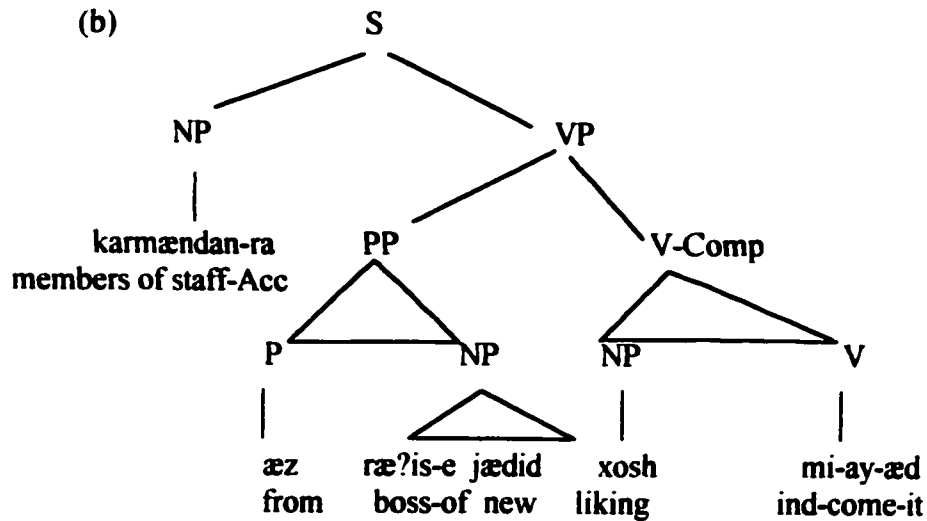 (b) S
NP VP
karmændan-ra PP V-Comp
members of staff-Acc
P NP NP V
æz ræ?is-e jædid xosh mi-ay-æd
from boss-of new liking ind-come-it